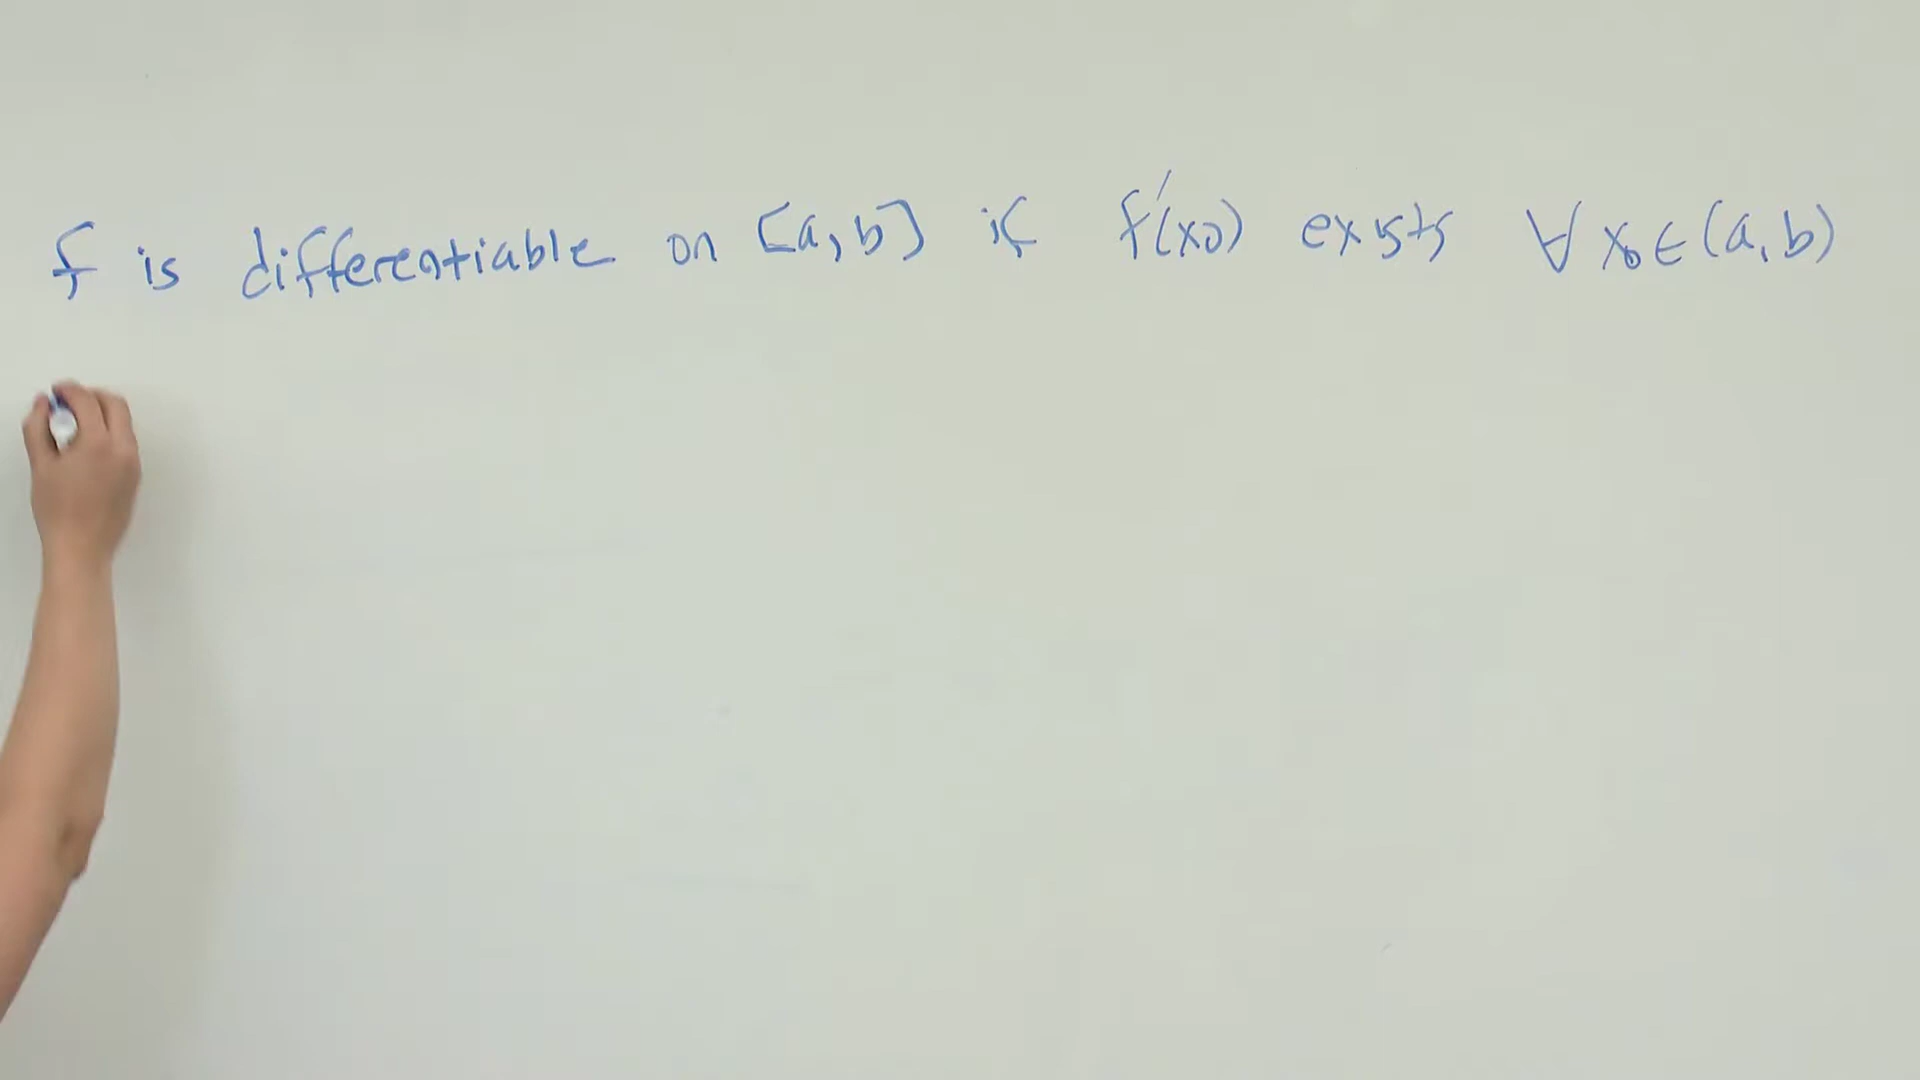 f is differentiable on [a,b] if f'(x0) exists ∀ x0 ∈ (a,b)